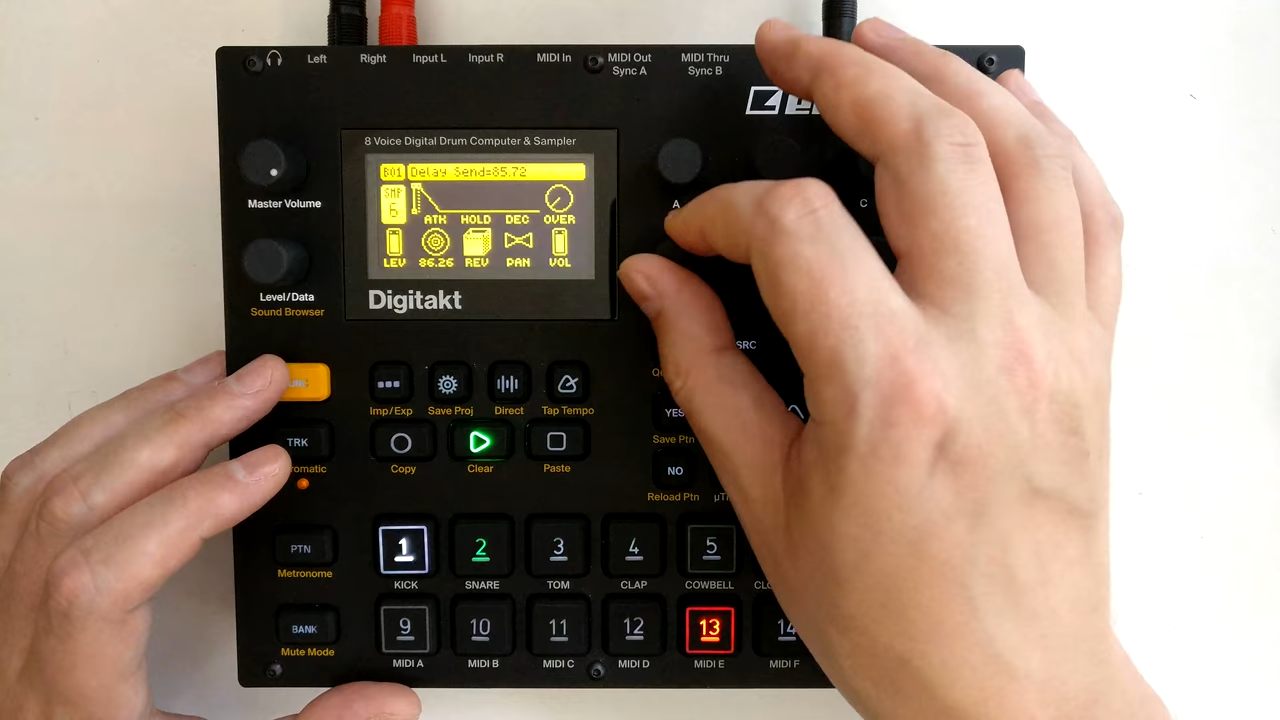 Left
Right
Input L
Input R
MIDI In
MIDI Out
Sync A
MIDI Thru
Sync B
8 Voice Digital Drum Computer & Sampler
B01
Delay Send=85.72
SMP
6
ATK
HOLD
DEC
OVER
LEV
86.26
REV
PAN
VOL
Digitakt
A
C
Master Volume
Level/Data
Sound Browser
SRC
Imp/Exp
Save Proj
Direct
Tap Tempo
YES
Save Ptn
TRK
Copy
Clear
Paste
NO
Reload Ptn
PTN
Metronome
1
2
3
4
5
KICK
SNARE
TOM
CLAP
COWBELL
BANK
Mute Mode
9
10
11
12
13
14
MIDI A
MIDI B
MIDI C
MIDI D
MIDI E
MIDI F